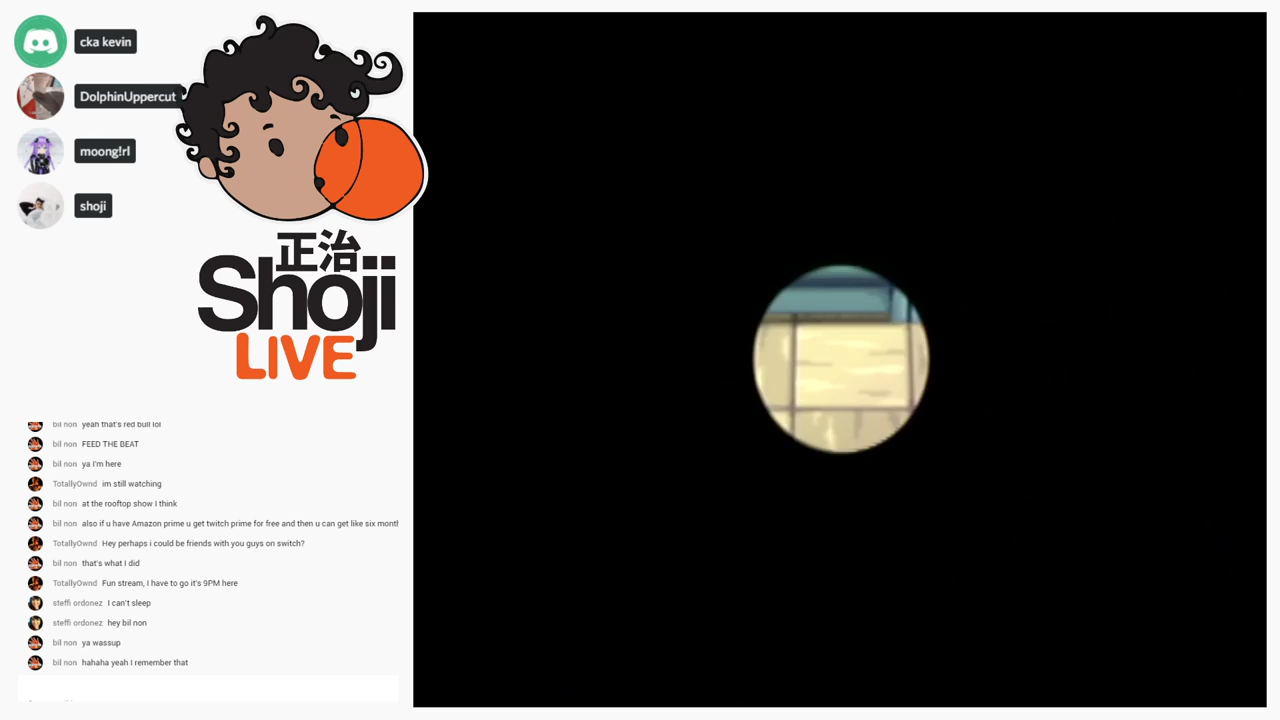 cka kevin
DolphinUppercut
moong!rl
shoji
正治
Shoji
LIVE
bil non yeah that's red bull lol
bil non FEED THE BEAT
bil non ya I'm here
TotallyOwnd im still watching
bil non at the rooftop show I think
bil non also if u have Amazon prime u get twitch prime for free and then u can get like six month
TotallyOwnd Hey perhaps i could be friends with you guys on switch?
bil non that's what I did
TotallyOwnd Fun stream, I have to go it's 9PM here
steffi ordonez I can't sleep
steffi ordonez hey bil non
bil non ya wassup
bil non hahaha yeah I remember that